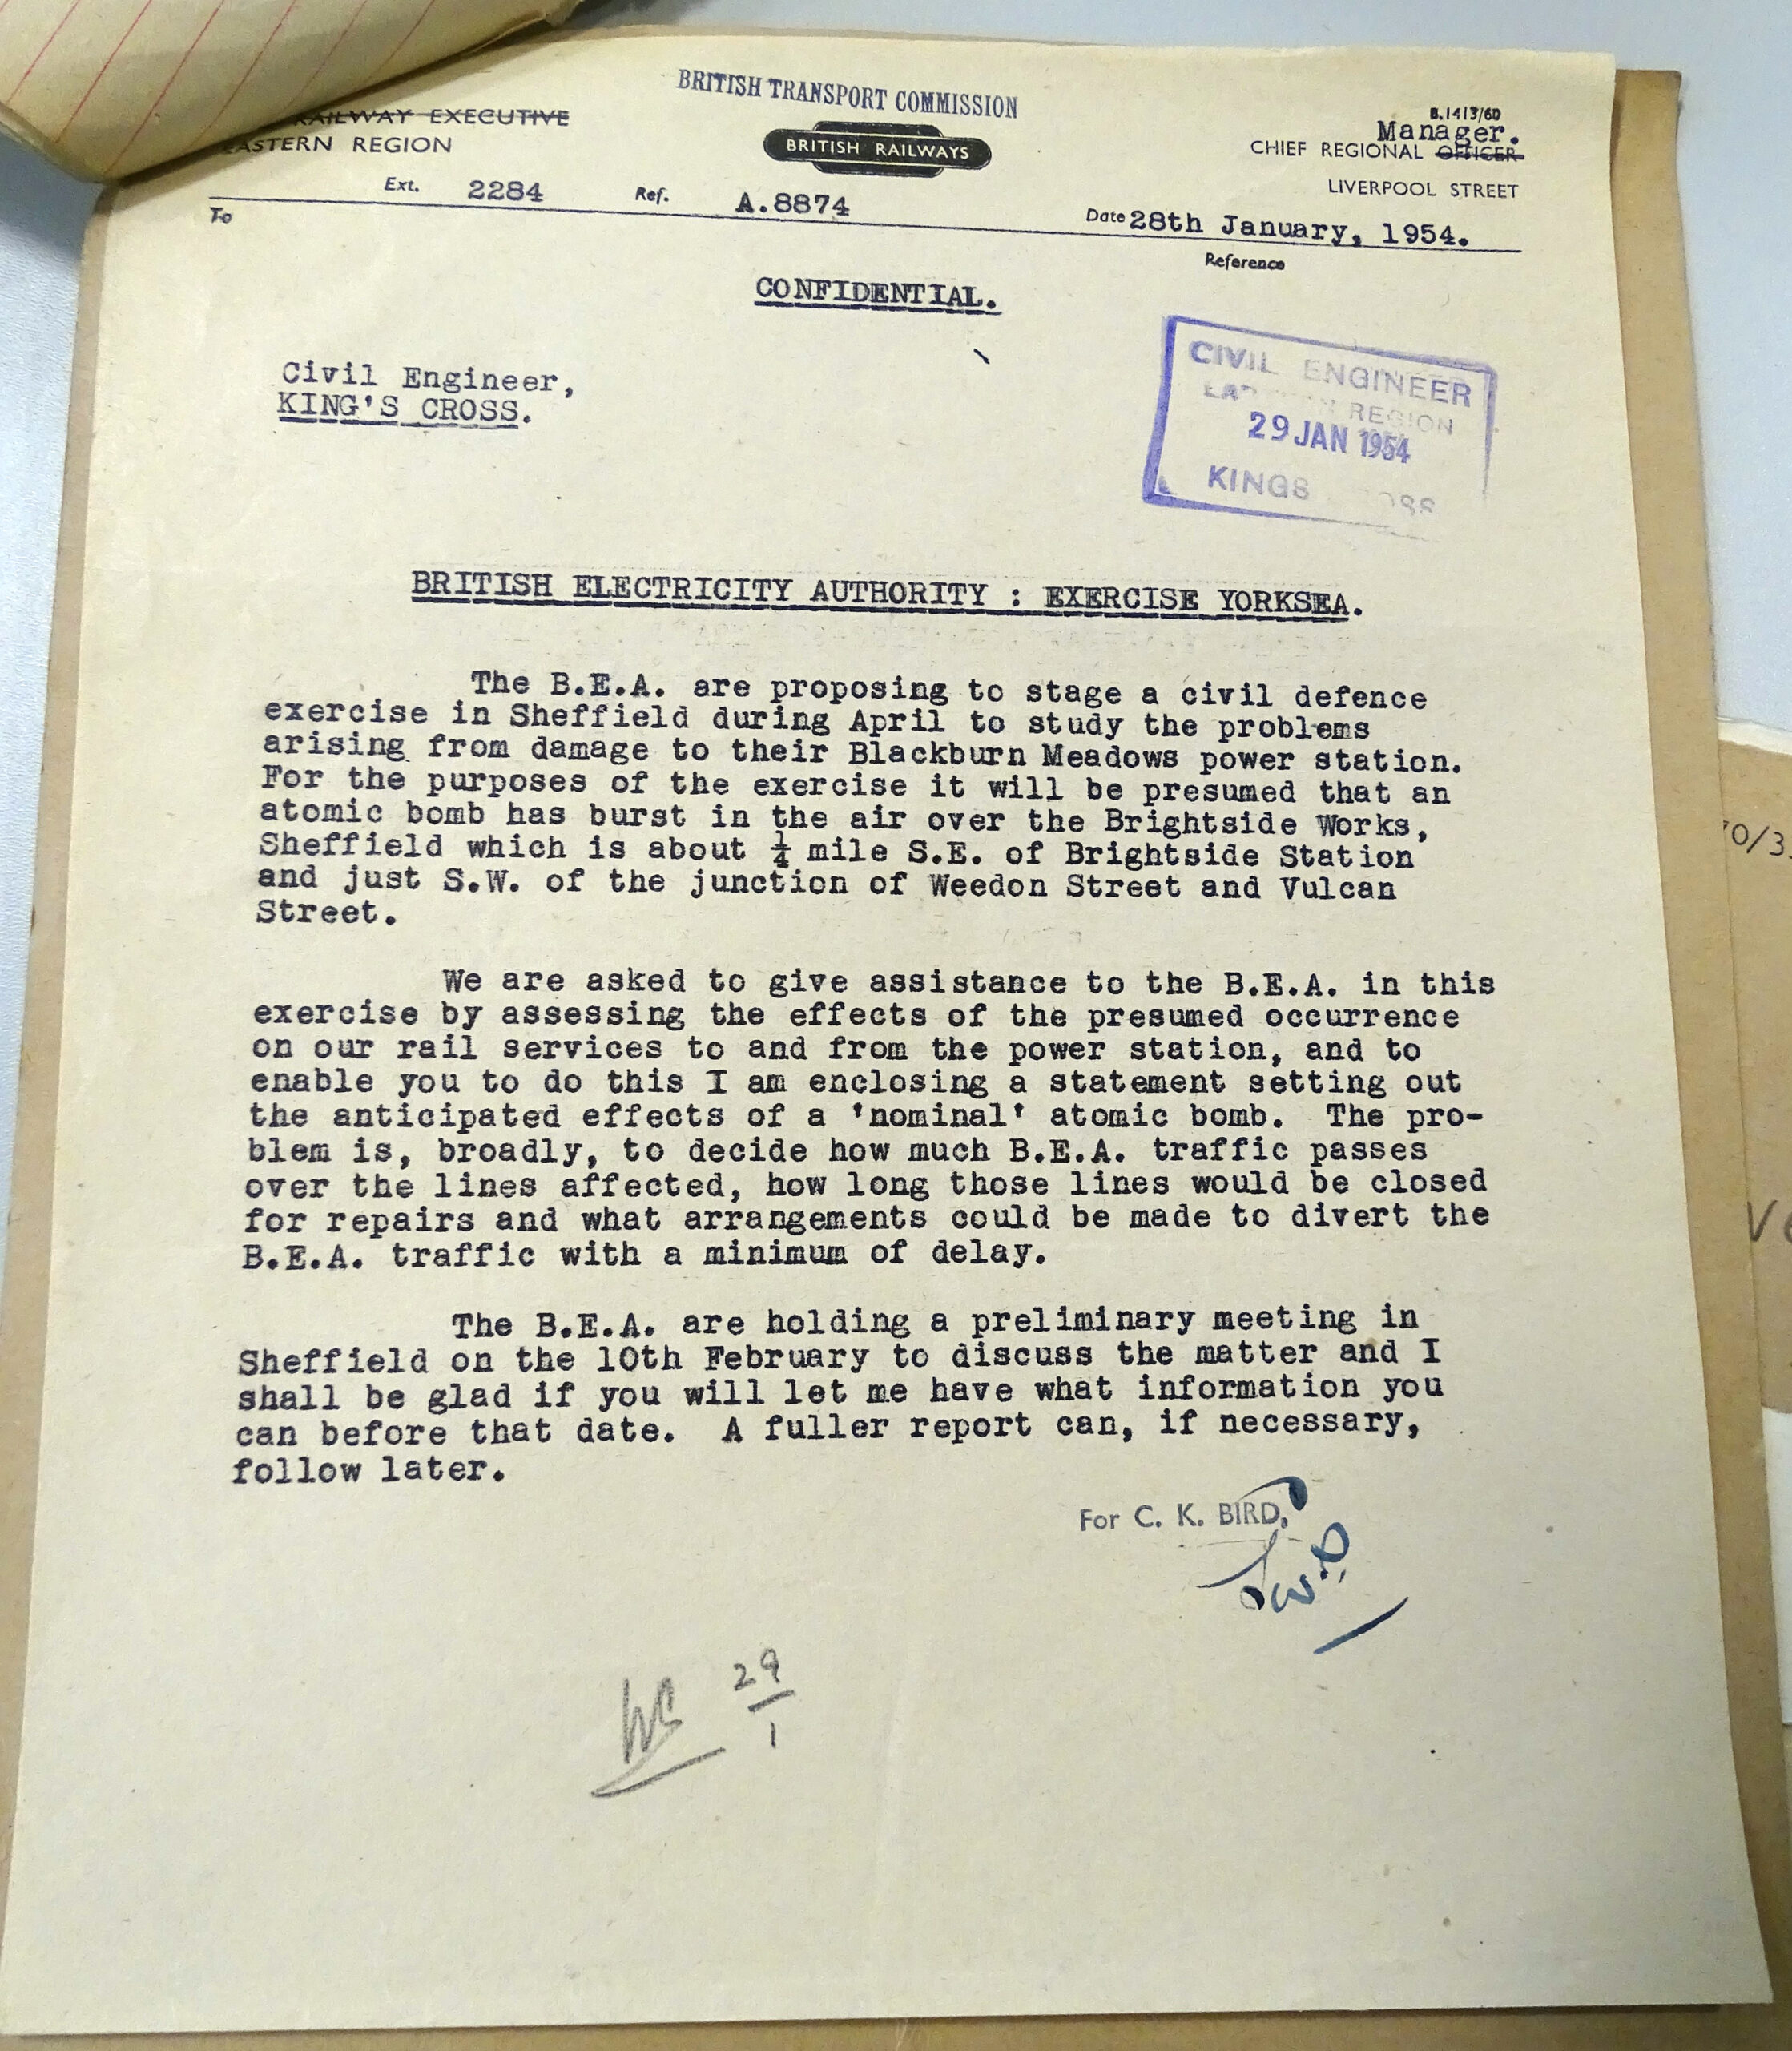 BRITISH TRANSPORT COMMISSION
RAILWAY EXECUTIVE
EASTERN REGION
BRITISH RAILWAYS
B.1413/60
Manager.
CHIEF REGIONAL OFFICER
LIVERPOOL STREET
Ext. 2284 Ref. A.8874 Date 28th January, 1954.
To
Reference
CONFIDENTIAL.
Civil Engineer,
KING'S CROSS.
CIVIL ENGINEER
REGION
29 JAN 1954
KINGS
BRITISH ELECTRICITY AUTHORITY : EXERCISE YORKSEA.
The B.E.A. are proposing to stage a civil defence
exercise in Sheffield during April to study the problems
arising from damage to their Blackburn Meadows power station.
For the purposes of the exercise it will be presumed that an
atomic bomb has burst in the air over the Brightside Works,
Sheffield which is about ¼ mile S.E. of Brightside Station
and just S.W. of the junction of Weedon Street and Vulcan
Street.
We are asked to give assistance to the B.E.A. in this
exercise by assessing the effects of the presumed occurrence
on our rail services to and from the power station, and to
enable you to do this I am enclosing a statement setting out
the anticipated effects of a 'nominal' atomic bomb. The pro-
blem is, broadly, to decide how much B.E.A. traffic passes
over the lines affected, how long those lines would be closed
for repairs and what arrangements could be made to divert the
B.E.A. traffic with a minimum of delay.
The B.E.A. are holding a preliminary meeting in
Sheffield on the 10th February to discuss the matter and I
shall be glad if you will let me have what information you
can before that date. A fuller report can, if necessary,
follow later.
For C. K. BIRD,
29
1